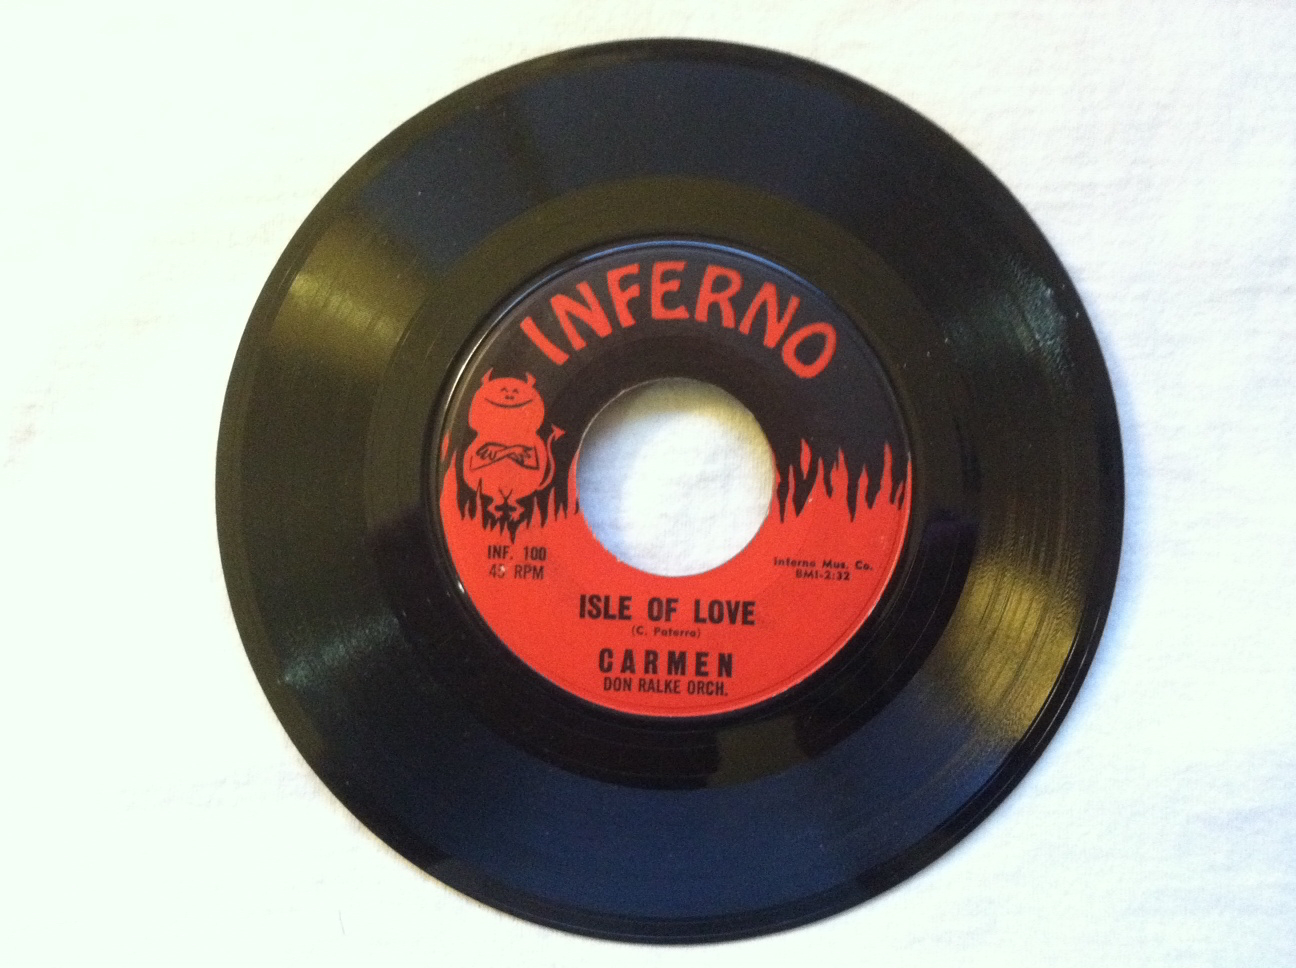 INFERNO
INF. 100
45 RPM
Inferno Mus. Co.
BMI-2:32
ISLE OF LOVE
(C. Paterra)
CARMEN
DON RALKE ORCH.